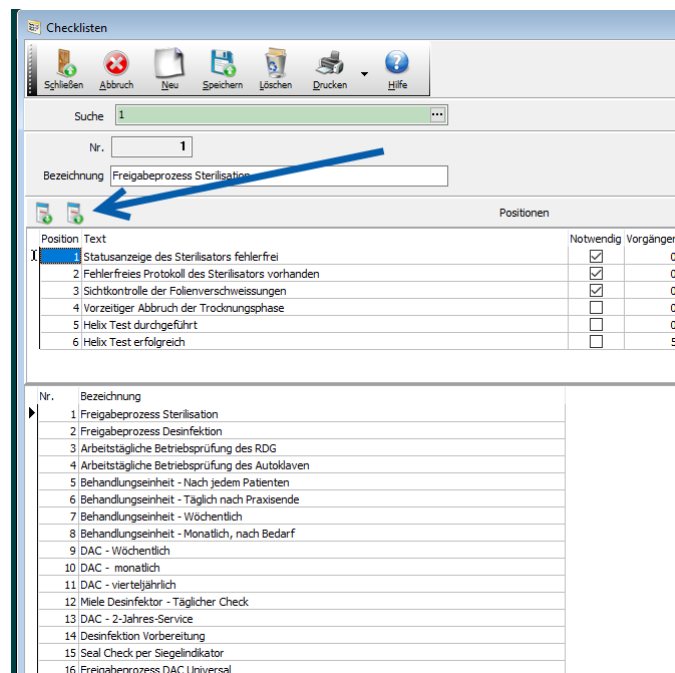 Checklisten
Schließen Abbruch Neu Speichern Löschen Drucken Hilfe
Suche 1 ...
Nr. 1
Bezeichnung Freigabeprozess Sterilisation
Positionen
Position Text Notwendig Vorgänger
1 Statusanzeige des Sterilisators fehlerfrei 0
2 Fehlerfreies Protokoll des Sterilisators vorhanden 0
3 Sichtkontrolle der Folienverschweissungen 0
4 Vorzeitiger Abbruch der Trocknungsphase 0
5 Helix Test durchgeführt 0
6 Helix Test erfolgreich 5
Nr. Bezeichnung
1 Freigabeprozess Sterilisation
2 Freigabeprozess Desinfektion
3 Arbeitstägliche Betriebsprüfung des RDG
4 Arbeitstägliche Betriebsprüfung des Autoklaven
5 Behandlungseinheit - Nach jedem Patienten
6 Behandlungseinheit - Täglich nach Praxisende
7 Behandlungseinheit - Wöchentlich
8 Behandlungseinheit - Monatlich, nach Bedarf
9 DAC - Wöchentlich
10 DAC - monatlich
11 DAC - vierteljährlich
12 Miele Desinfektor - Täglicher Check
13 DAC - 2-Jahres-Service
14 Desinfektion Vorbereitung
15 Seal Check per Siegelindikator
16 Freigabeprozess DAC Universal